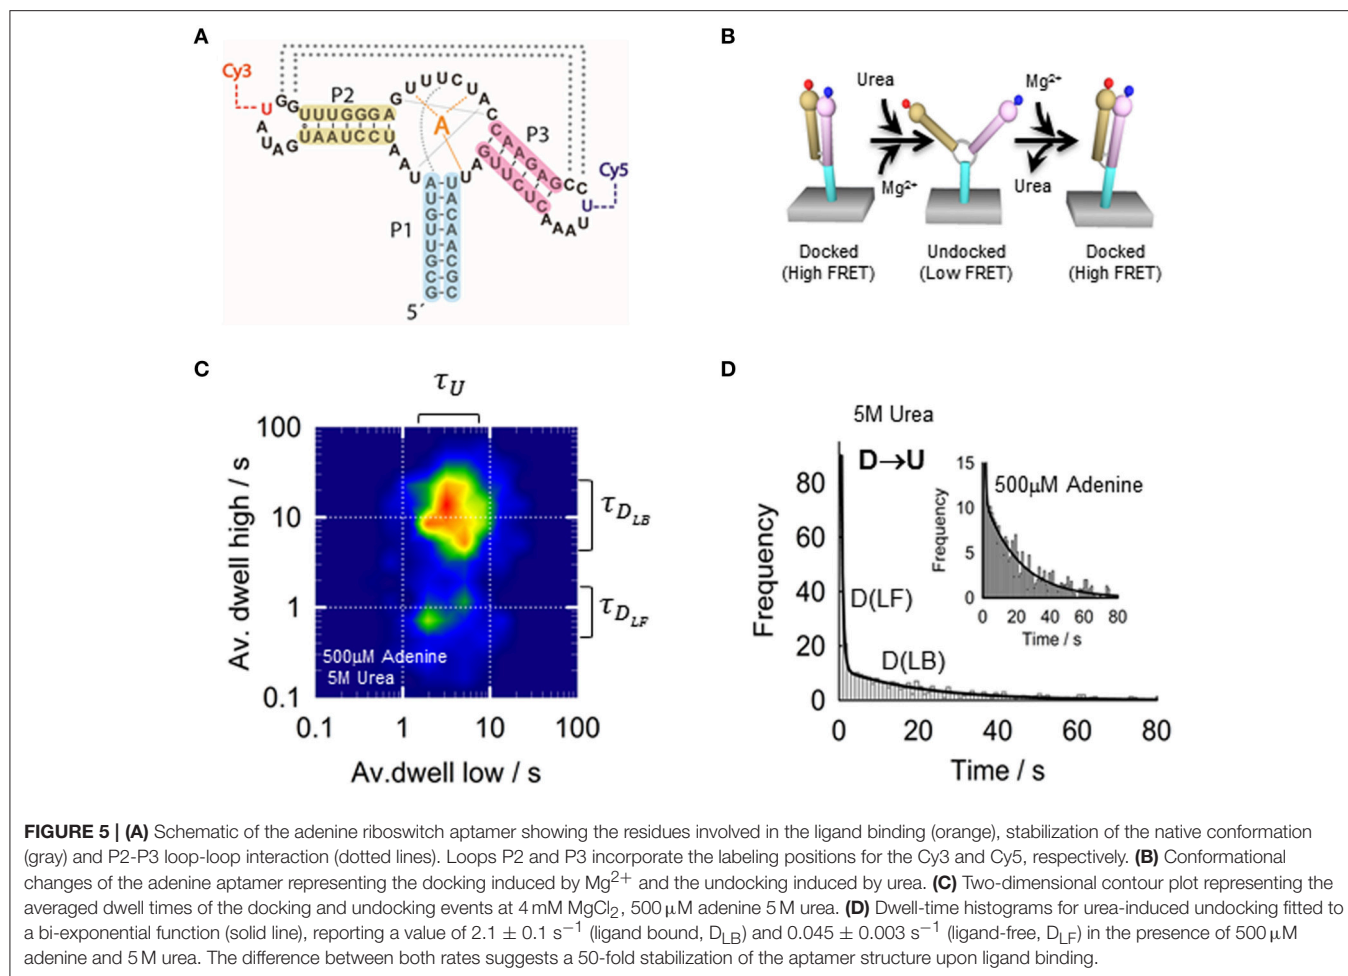 A
Cy3
P2
U G G U U U G G G A G U U U C U A C
U A U A G U A A U C C U A A U
A
P3
C A A G A G C C U
U A G U U C U C A A A U
Cy5
A U G U U G C G
U A C A A C G C
P1
5´
B
Urea
Mg2+
Mg2+
Urea
Docked
(High FRET)
Undocked
(Low FRET)
Docked
(High FRET)
C
τU
Av. dwell high / s
100
10
1
0.1
τDLB
τDLF
500µM Adenine
5M Urea
0.1 1 10 100
Av.dwell low / s
D
5M Urea
D→U
Frequency
80
60
40
20
0
D(LF)
D(LB)
0 20 40 60 80
Time / s
500µM Adenine
Frequency
15
10
5
0
0 20 40 60 80
Time / s
FIGURE 5 | (A) Schematic of the adenine riboswitch aptamer showing the residues involved in the ligand binding (orange), stabilization of the native conformation
(gray) and P2-P3 loop-loop interaction (dotted lines). Loops P2 and P3 incorporate the labeling positions for the Cy3 and Cy5, respectively. (B) Conformational
changes of the adenine aptamer representing the docking induced by Mg2+ and the undocking induced by urea. (C) Two-dimensional contour plot representing the
averaged dwell times of the docking and undocking events at 4 mM MgCl2, 500 µM adenine 5 M urea. (D) Dwell-time histograms for urea-induced undocking fitted to
a bi-exponential function (solid line), reporting a value of 2.1 ± 0.1 s−1 (ligand bound, DLB) and 0.045 ± 0.003 s−1 (ligand-free, DLF) in the presence of 500 µM
adenine and 5 M urea. The difference between both rates suggests a 50-fold stabilization of the aptamer structure upon ligand binding.